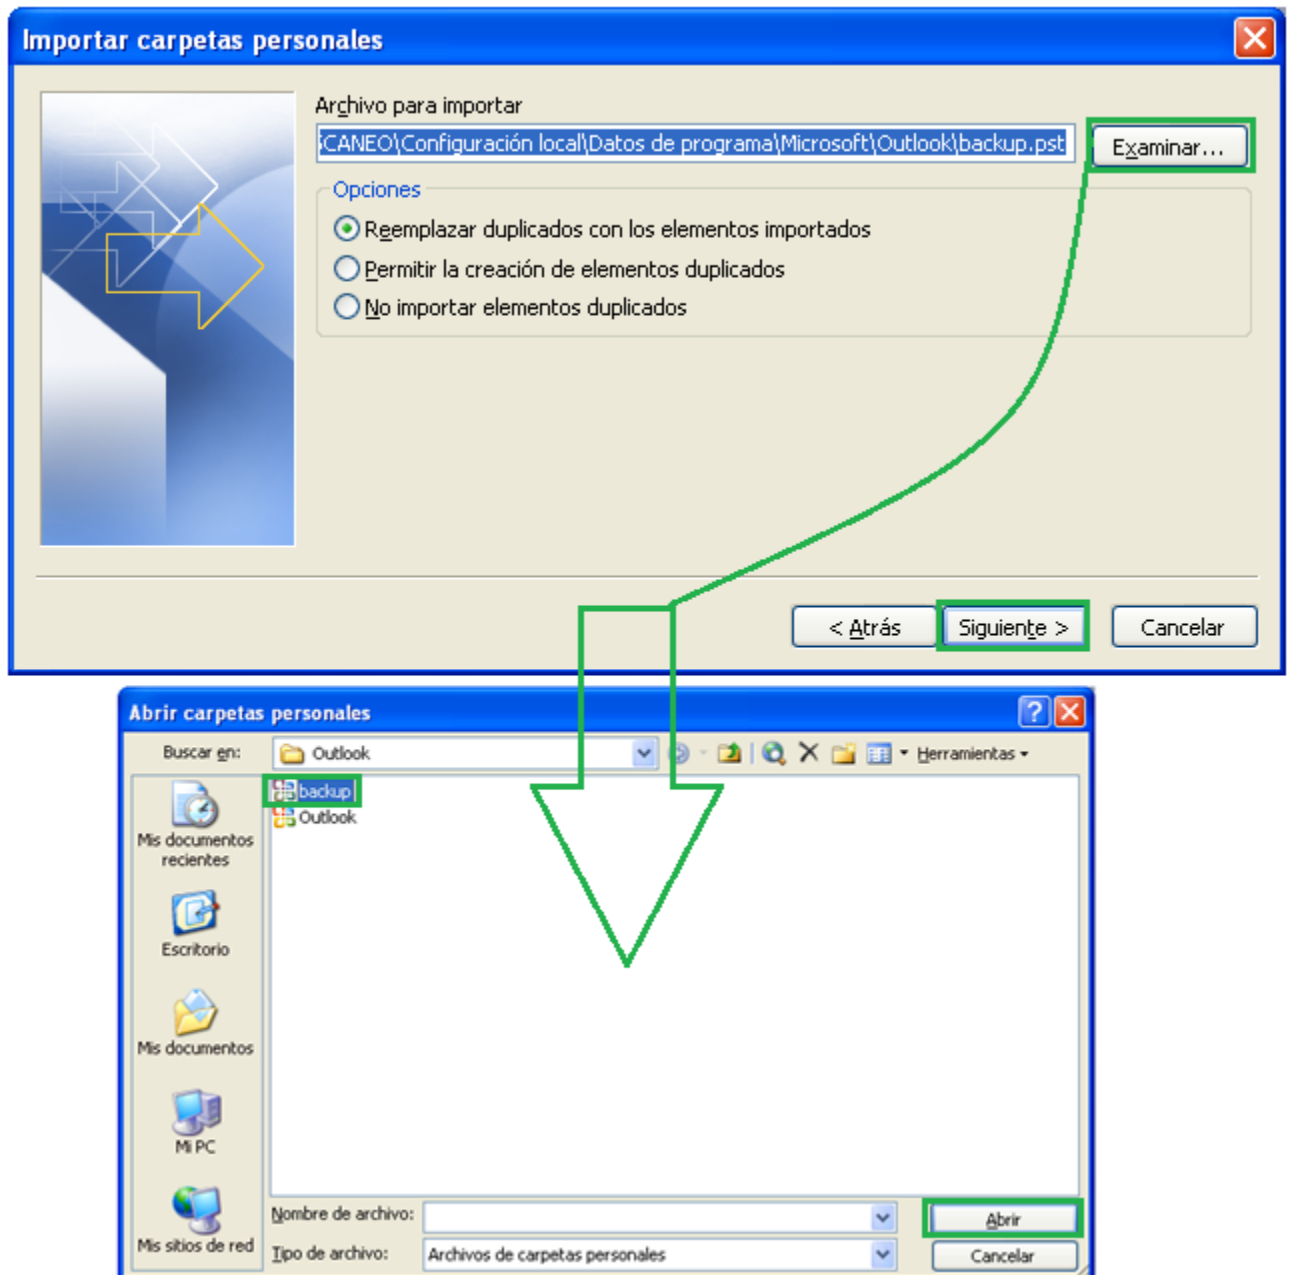 Importar carpetas personales
Archivo para importar
CANEO\Configuración local\Datos de programa\Microsoft\Outlook\backup.pst
Examinar...
Opciones
Reemplazar duplicados con los elementos importados
Permitir la creación de elementos duplicados
No importar elementos duplicados
< Atrás
Siguiente >
Cancelar
Abrir carpetas personales
Buscar en:
Outlook
Herramientas
backup
Outlook
Mis documentos
recientes
Escritorio
Mis documentos
Mi PC
Mis sitios de red
Nombre de archivo:
Abrir
Tipo de archivo:
Archivos de carpetas personales
Cancelar